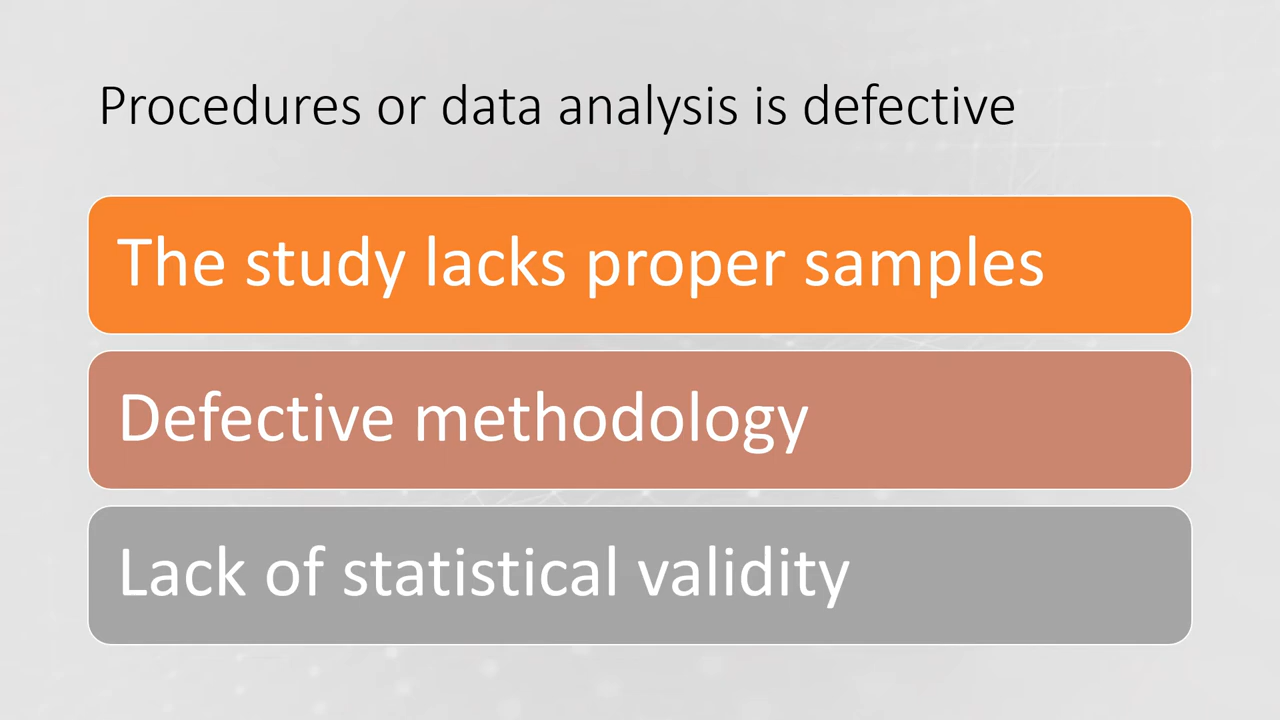 Procedures or data analysis is defective
The study lacks proper samples
Defective methodology
Lack of statistical validity